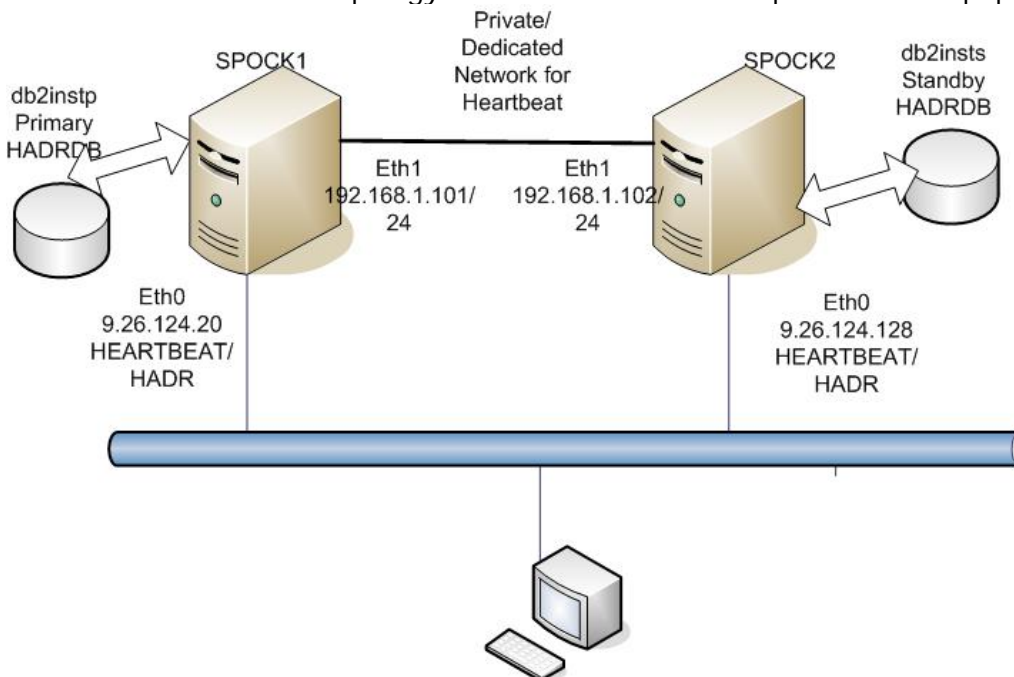 Private/
Dedicated
Network for
Heartbeat
SPOCK1
SPOCK2
db2instp
Primary
HADRDB
db2insts
Standby
HADRDB
Eth1
192.168.1.101/
24
Eth1
192.168.1.102/
24
Eth0
9.26.124.20
HEARTBEAT/
HADR
Eth0
9.26.124.128
HEARTBEAT/
HADR